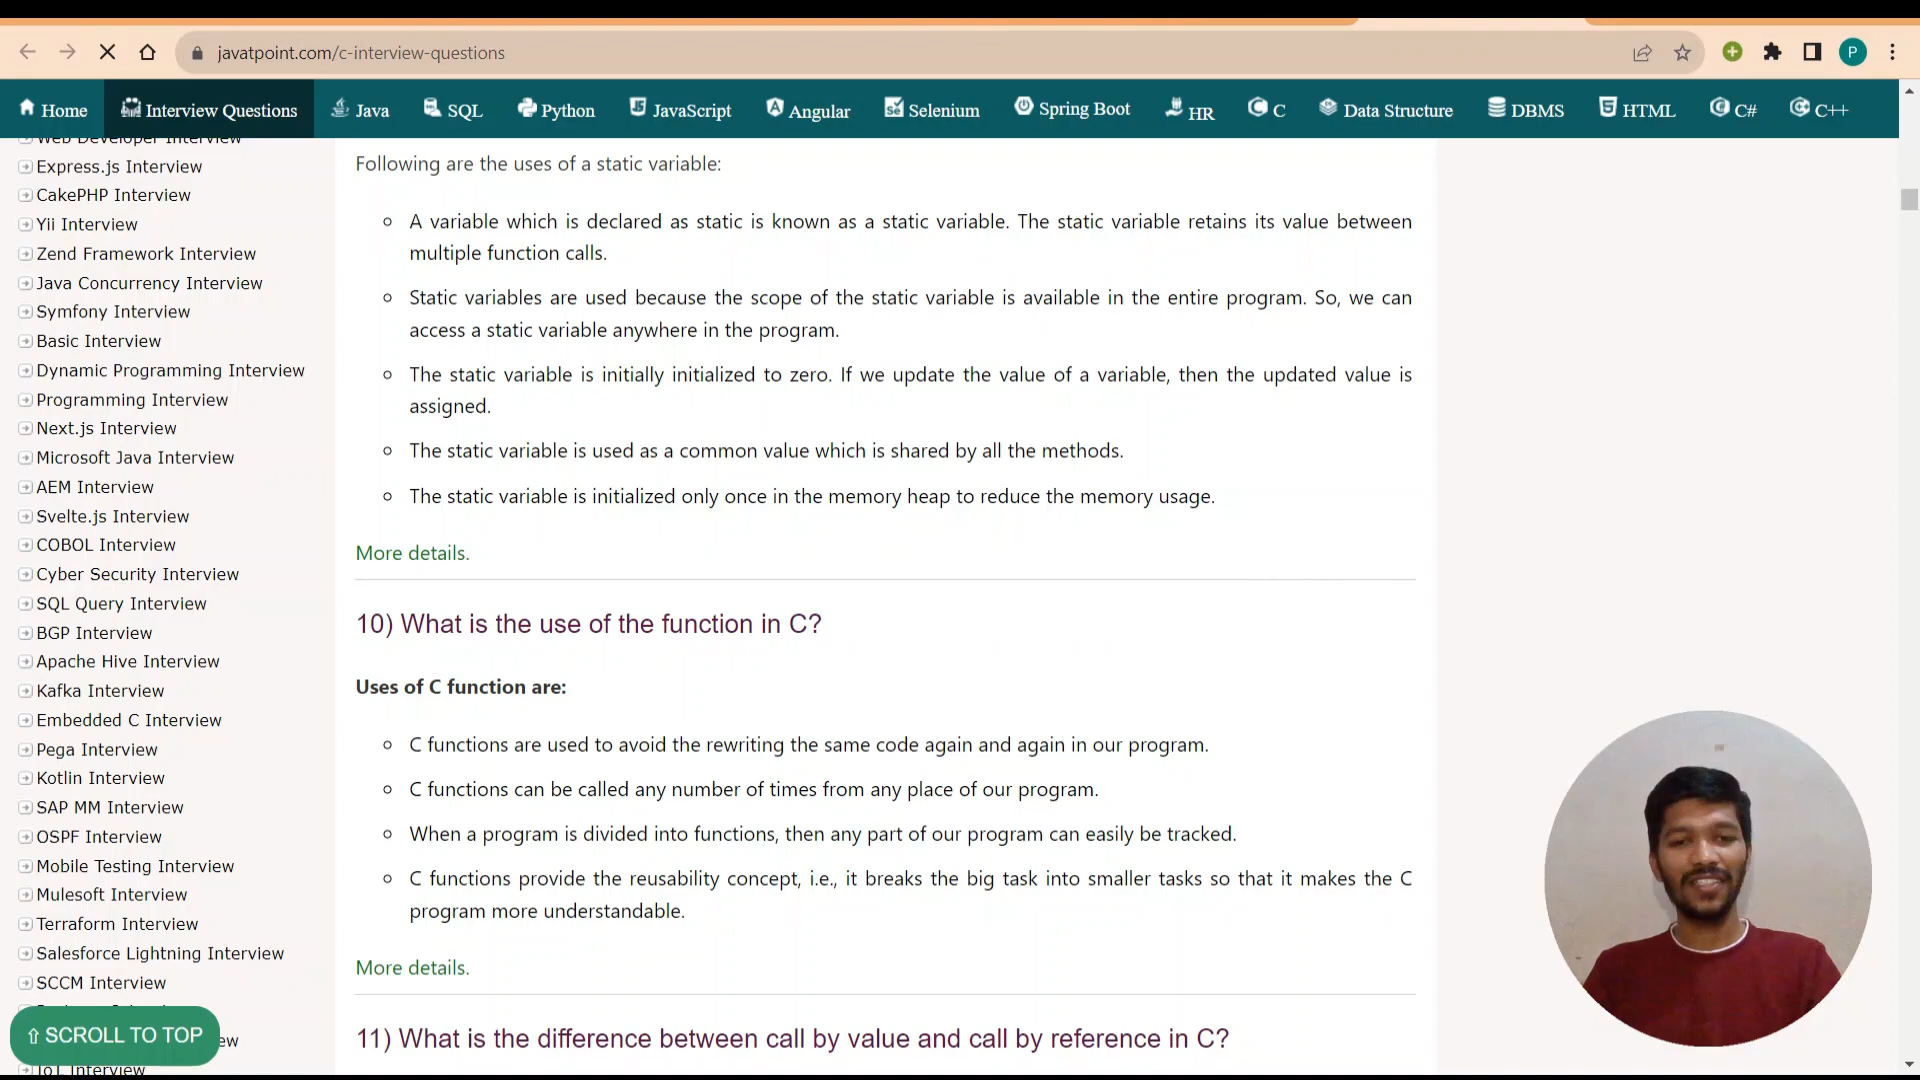 javatpoint.com/c-interview-questions
P
Home Interview Questions Java SQL Python JavaScript Angular Selenium Spring Boot HR C Data Structure DBMS HTML C# C++
Web Developer Interview
Express.js Interview
CakePHP Interview
Yii Interview
Zend Framework Interview
Java Concurrency Interview
Symfony Interview
Basic Interview
Dynamic Programming Interview
Programming Interview
Next.js Interview
Microsoft Java Interview
AEM Interview
Svelte.js Interview
COBOL Interview
Cyber Security Interview
SQL Query Interview
BGP Interview
Apache Hive Interview
Kafka Interview
Embedded C Interview
Pega Interview
Kotlin Interview
SAP MM Interview
OSPF Interview
Mobile Testing Interview
Mulesoft Interview
Terraform Interview
Salesforce Lightning Interview
SCCM Interview
ew
IoT Interview
⇧ SCROLL TO TOP
Following are the uses of a static variable:
A variable which is declared as static is known as a static variable. The static variable retains its value between
multiple function calls.
Static variables are used because the scope of the static variable is available in the entire program. So, we can
access a static variable anywhere in the program.
The static variable is initially initialized to zero. If we update the value of a variable, then the updated value is
assigned.
The static variable is used as a common value which is shared by all the methods.
The static variable is initialized only once in the memory heap to reduce the memory usage.
More details.
10) What is the use of the function in C?
Uses of C function are:
C functions are used to avoid the rewriting the same code again and again in our program.
C functions can be called any number of times from any place of our program.
When a program is divided into functions, then any part of our program can easily be tracked.
C functions provide the reusability concept, i.e., it breaks the big task into smaller tasks so that it makes the C
program more understandable.
More details.
11) What is the difference between call by value and call by reference in C?